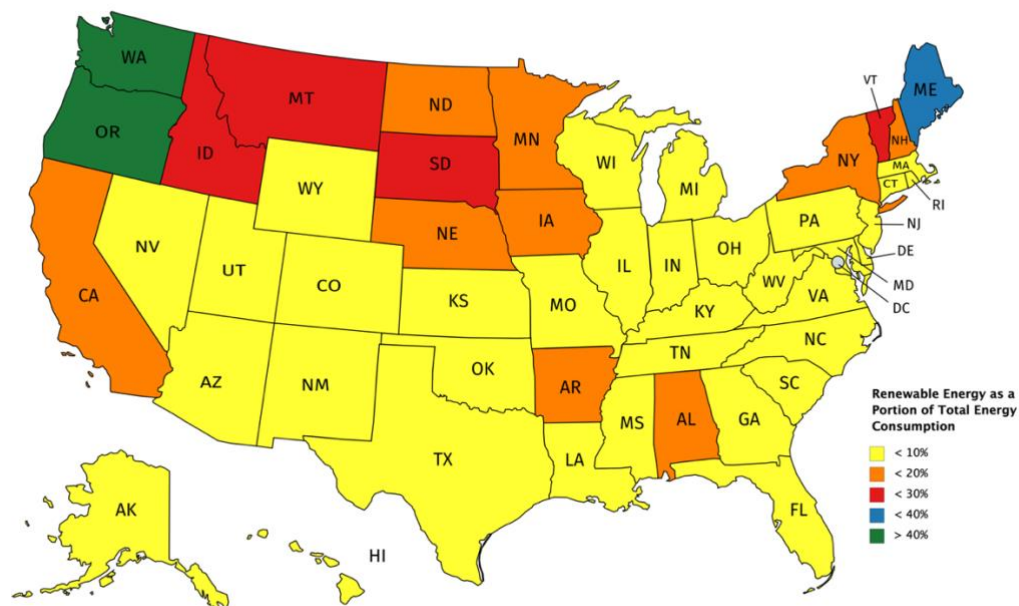 WA
OR
MT
ID
ND
MN
SD
WY
NE
IA
WI
MI
VT
ME
NH
NY
MA
CT
RI
NJ
PA
DE
MD
DC
CA
NV
UT
CO
KS
MO
IL
IN
OH
WV
VA
KY
NC
TN
SC
AZ
NM
OK
AR
MS
AL
GA
TX
LA
FL
AK
HI
Renewable Energy as a
Portion of Total Energy
Consumption
< 10%
< 20%
< 30%
< 40%
> 40%